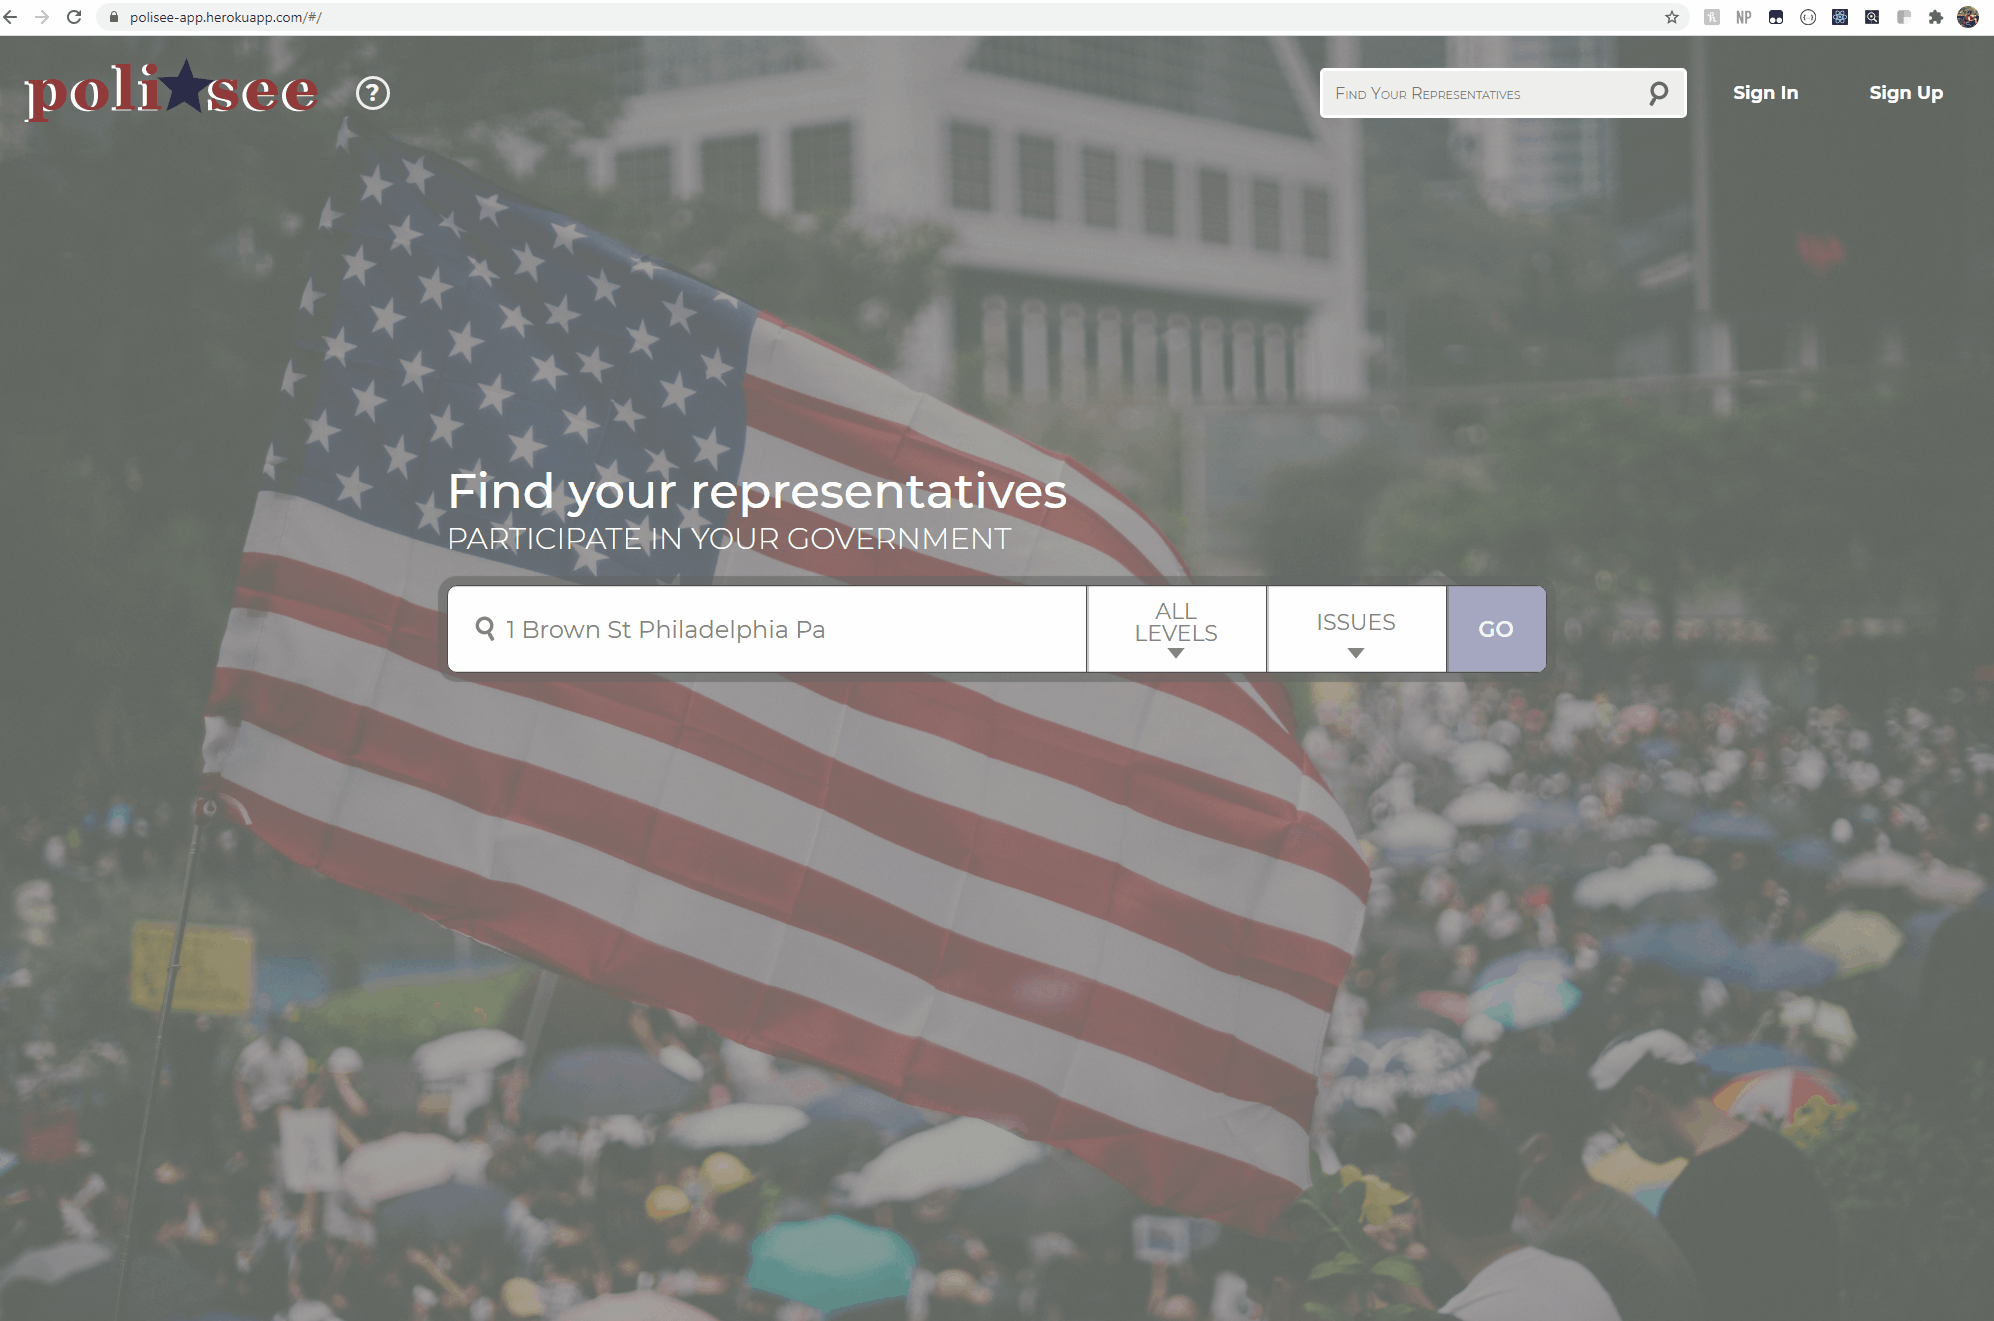 polisee-app.herokuapp.com/#/
NP
poli★see
?
Find Your Representatives
Sign In
Sign Up
Find your representatives
PARTICIPATE IN YOUR GOVERNMENT
1 Brown St Philadelphia Pa
ALL
LEVELS
ISSUES
GO